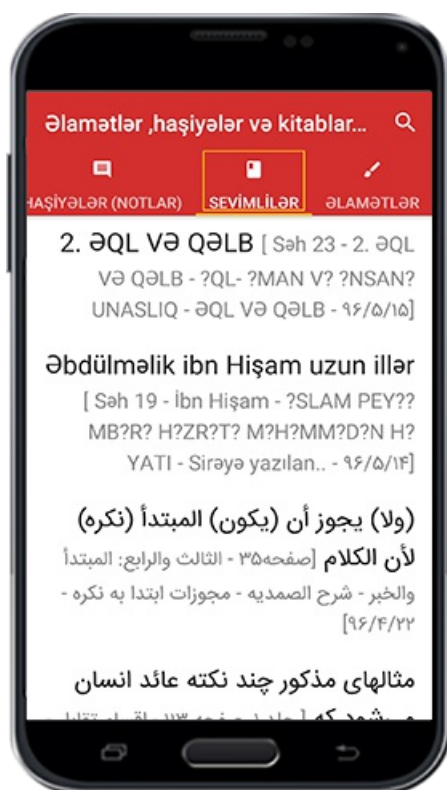 Əlamətlər ,haşiyələr və kitablar...
HAŞİYƏLƏR (NOTLAR) SEVİMLİLƏR ƏLAMƏTLƏR
2. ƏQL VƏ QƏLB [ Səh 23 - 2. ƏQL
VƏ QƏLB - ?QL- ?MAN V? ?NSAN?
UNASLIQ - ƏQL VƏ QƏLB - ۹۶/۵/۱۵]
Əbdülməlik ibn Hişam uzun illər
[ Səh 19 - İbn Hişam - ?SLAM PEY??
MB?R? H?ZR?T? M?H?MM?D?N H?
YATI - Sirəyə yazılan.. - ۹۶/۵/۱۴]
(ولا) يجوز أن (يكون) المبتدأ (نكره)
لأن الكلام [صفحه۳۵ - الثالث والرابع: المبتدأ
والخبر - شرح الصمديه - مجوزات ابتدا به نكره -
۹۶/۴/۲۲]
مثالهای مذکور چند نکته عائد انسان
می‌شود که